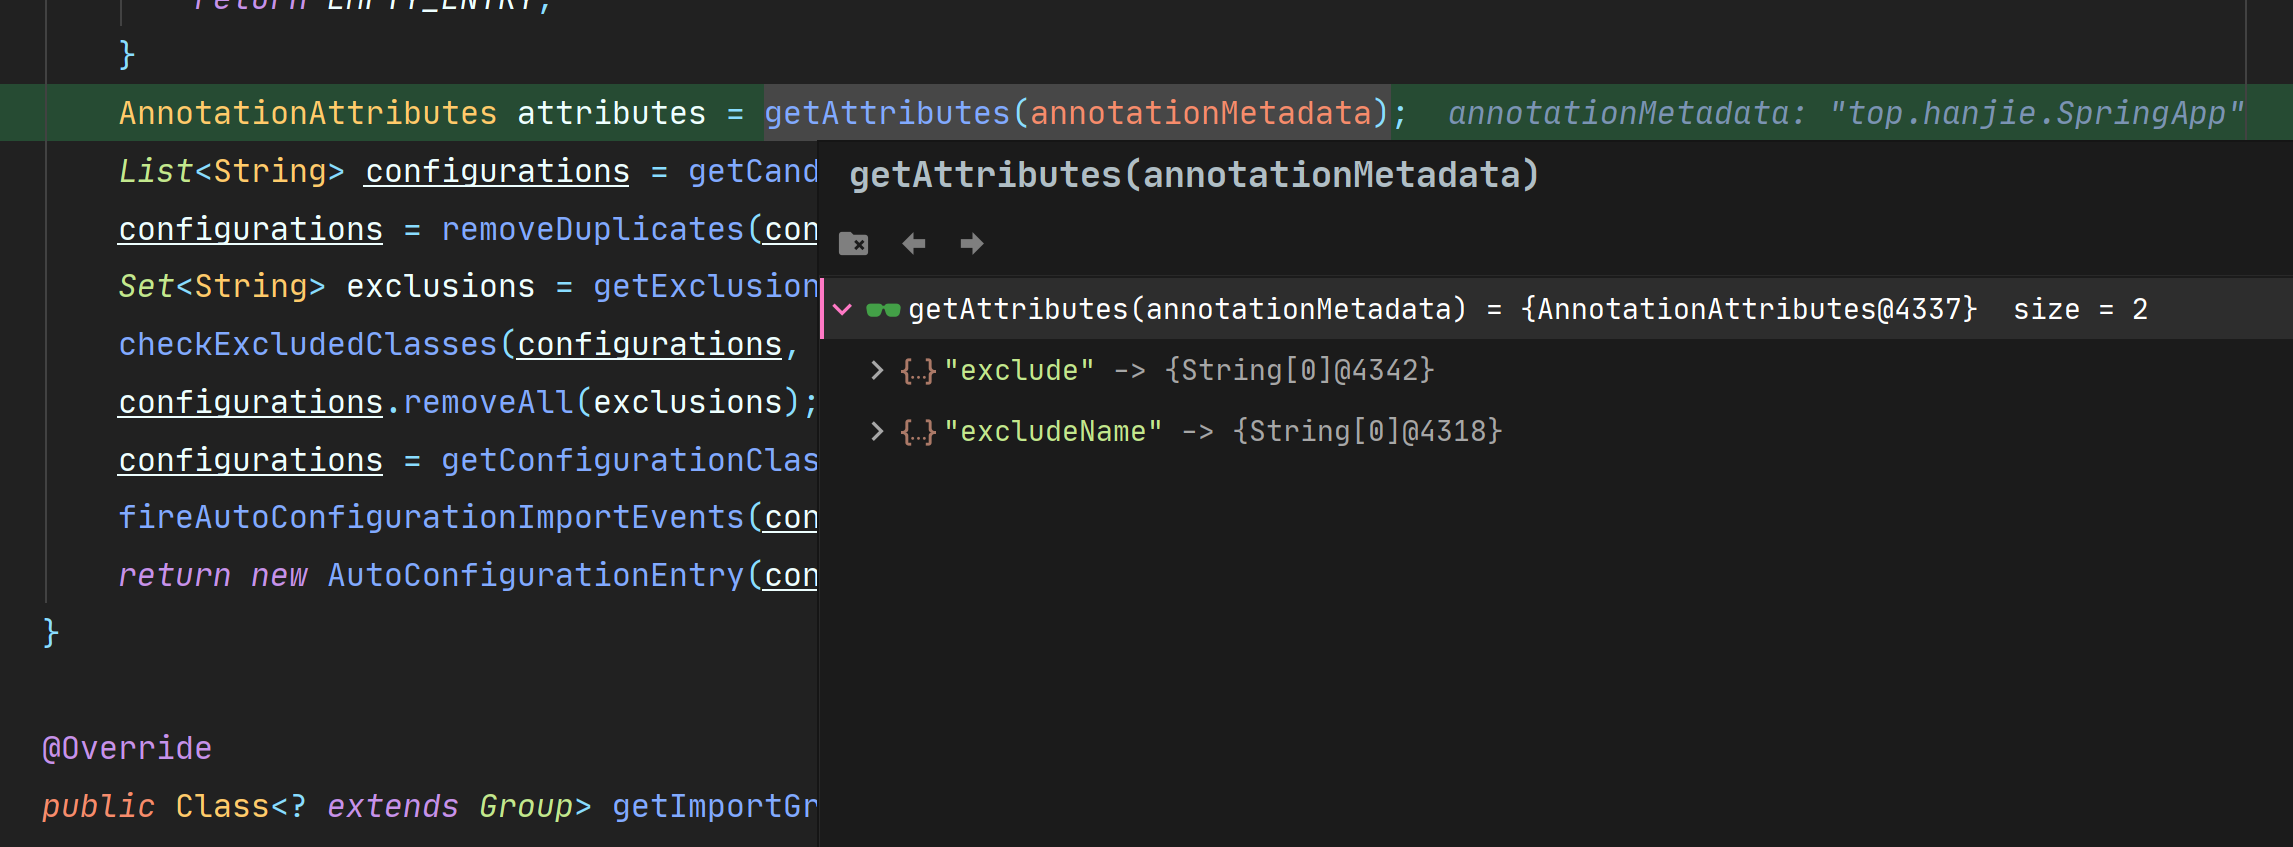 return EMPTY_ENTRY;
}
AnnotationAttributes attributes = getAttributes(annotationMetadata); annotationMetadata: "top.hanjie.SpringApp"
List<String> configurations = getCand
getAttributes(annotationMetadata)
configurations = removeDuplicates(con
Set<String> exclusions = getExclusion
getAttributes(annotationMetadata) = {AnnotationAttributes@4337} size = 2
checkExcludedClasses(configurations,
{...} "exclude" -> {String[0]@4342}
configurations.removeAll(exclusions);
{...} "excludeName" -> {String[0]@4318}
configurations = getConfigurationClas
fireAutoConfigurationImportEvents(con
return new AutoConfigurationEntry(con
}
@Override
public Class<? extends Group> getImportGr